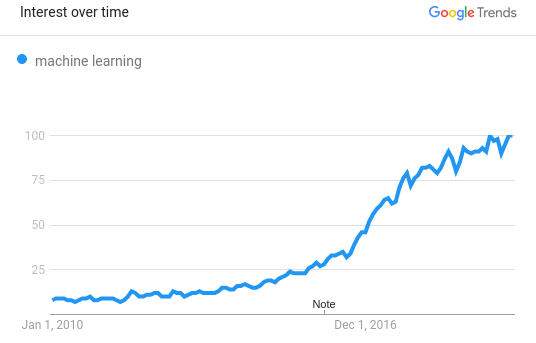 Interest over time
Google Trends
machine learning
100
75
50
25
Note
Jan 1, 2010
Dec 1, 2016